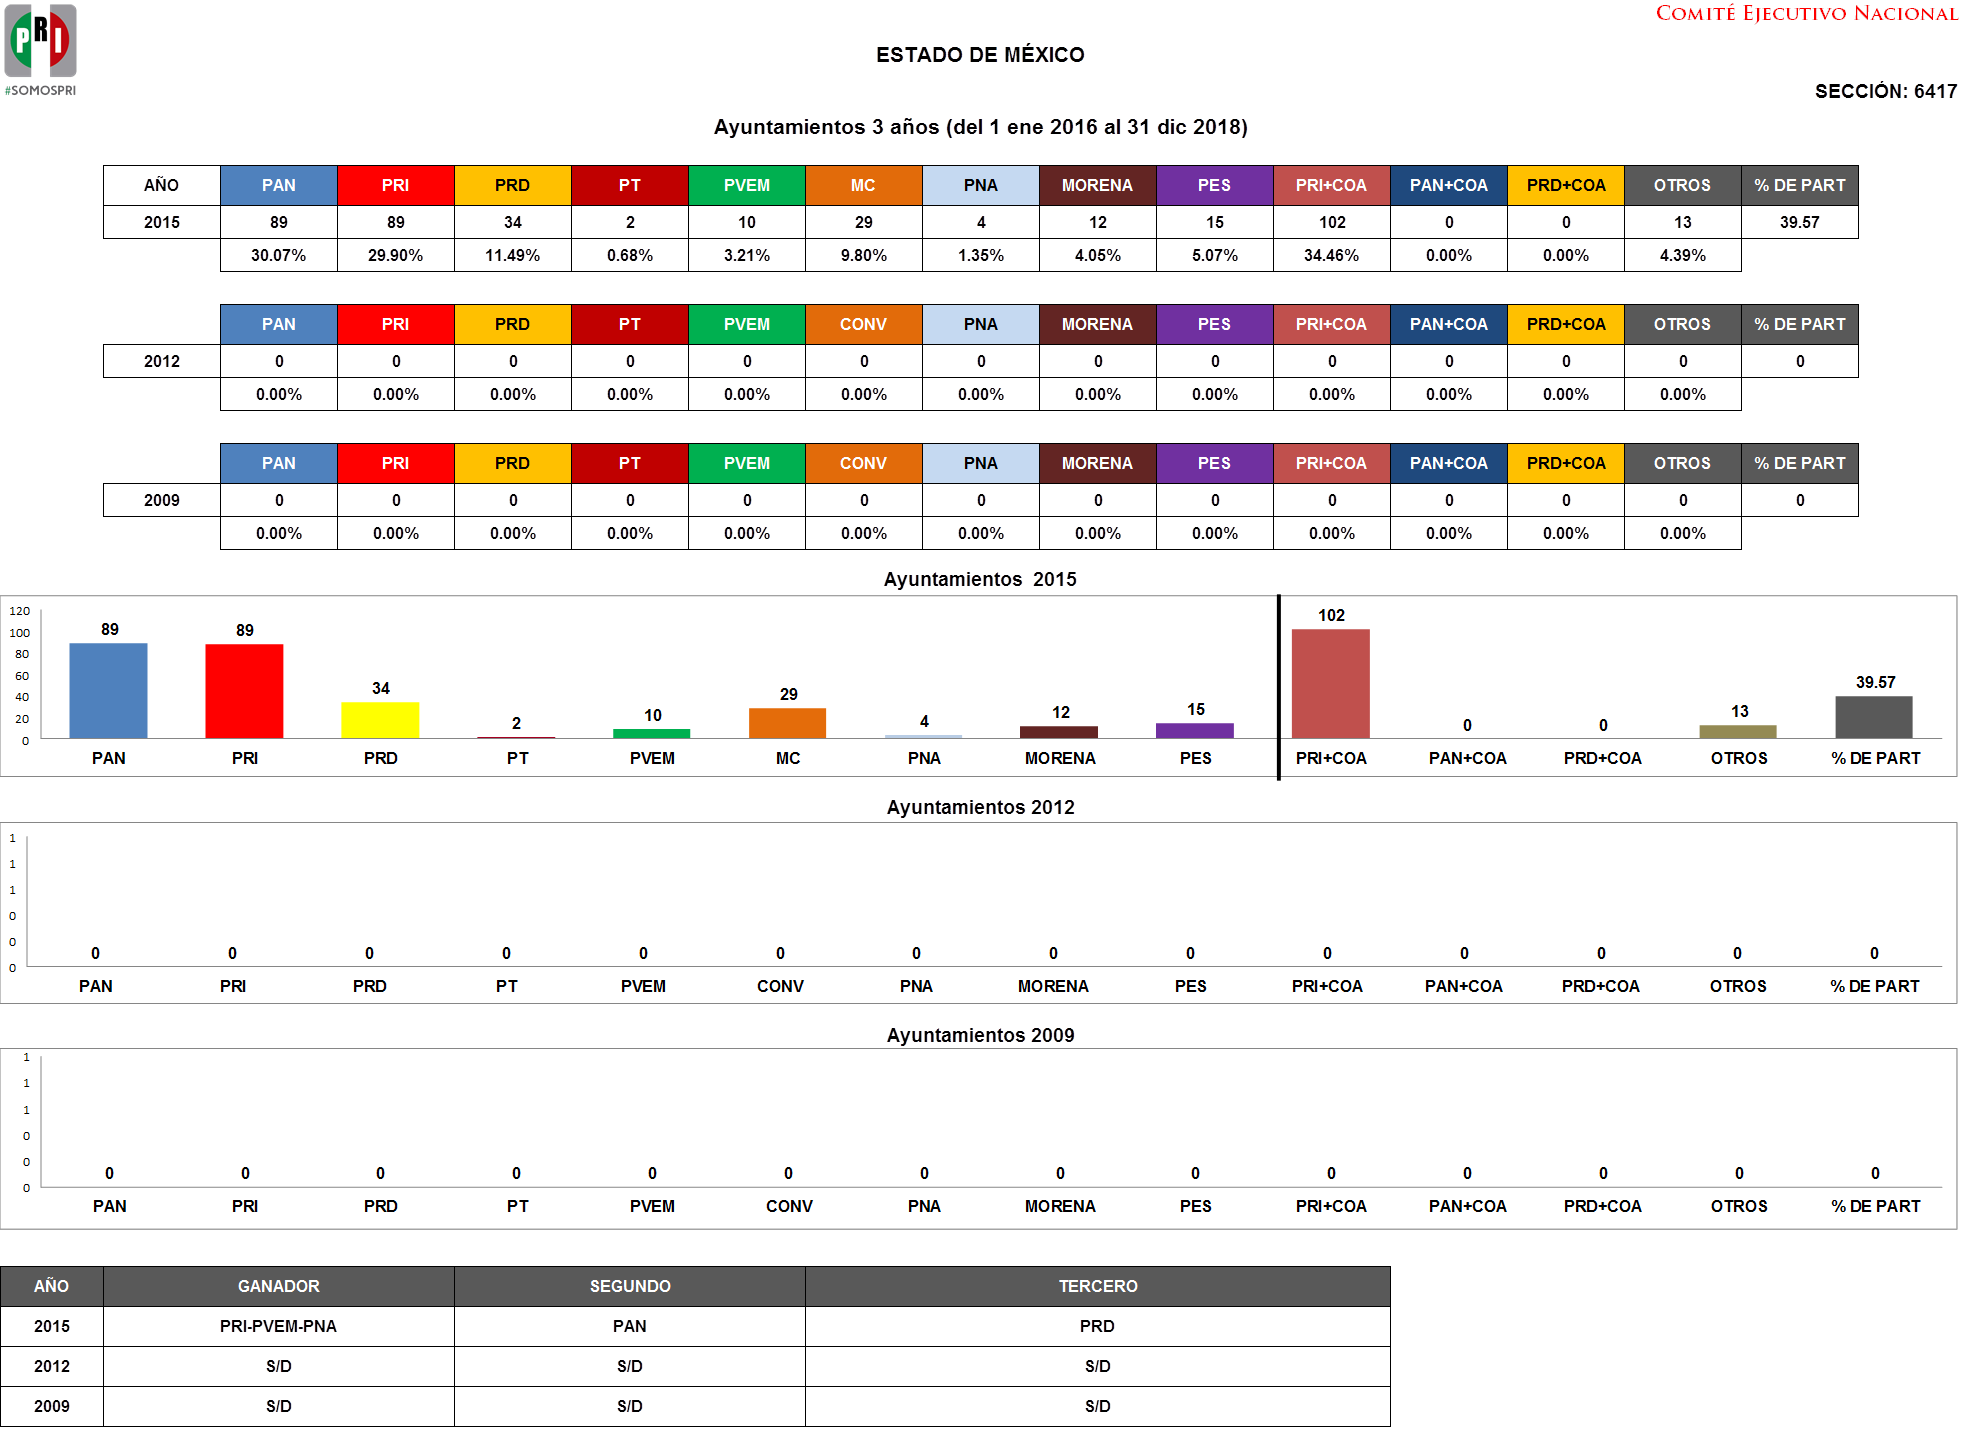 PRI
#SOMOSPRI
COMITÉ EJECUTIVO NACIONAL
ESTADO DE MÉXICO
SECCIÓN: 6417
Ayuntamientos 3 años (del 1 ene 2016 al 31 dic 2018)
AÑO PAN PRI PRD PT PVEM MC PNA MORENA PES PRI+COA PAN+COA PRD+COA OTROS % DE PART
2015 89 89 34 2 10 29 4 12 15 102 0 0 13 39.57
30.07% 29.90% 11.49% 0.68% 3.21% 9.80% 1.35% 4.05% 5.07% 34.46% 0.00% 0.00% 4.39%
PAN PRI PRD PT PVEM CONV PNA MORENA PES PRI+COA PAN+COA PRD+COA OTROS % DE PART
2012 0 0 0 0 0 0 0 0 0 0 0 0 0 0
0.00% 0.00% 0.00% 0.00% 0.00% 0.00% 0.00% 0.00% 0.00% 0.00% 0.00% 0.00% 0.00%
PAN PRI PRD PT PVEM CONV PNA MORENA PES PRI+COA PAN+COA PRD+COA OTROS % DE PART
2009 0 0 0 0 0 0 0 0 0 0 0 0 0 0
0.00% 0.00% 0.00% 0.00% 0.00% 0.00% 0.00% 0.00% 0.00% 0.00% 0.00% 0.00% 0.00%
Ayuntamientos 2015
120
100
80
60
40
20
0
89 89 34 2 10 29 4 12 15 102 0 0 13 39.57
PAN PRI PRD PT PVEM MC PNA MORENA PES PRI+COA PAN+COA PRD+COA OTROS % DE PART
Ayuntamientos 2012
1
1
1
0
0
0
0 0 0 0 0 0 0 0 0 0 0 0 0 0
PAN PRI PRD PT PVEM CONV PNA MORENA PES PRI+COA PAN+COA PRD+COA OTROS % DE PART
Ayuntamientos 2009
1
1
1
0
0
0
0 0 0 0 0 0 0 0 0 0 0 0 0 0
PAN PRI PRD PT PVEM CONV PNA MORENA PES PRI+COA PAN+COA PRD+COA OTROS % DE PART
AÑO GANADOR SEGUNDO TERCERO
2015 PRI-PVEM-PNA PAN PRD
2012 S/D S/D S/D
2009 S/D S/D S/D